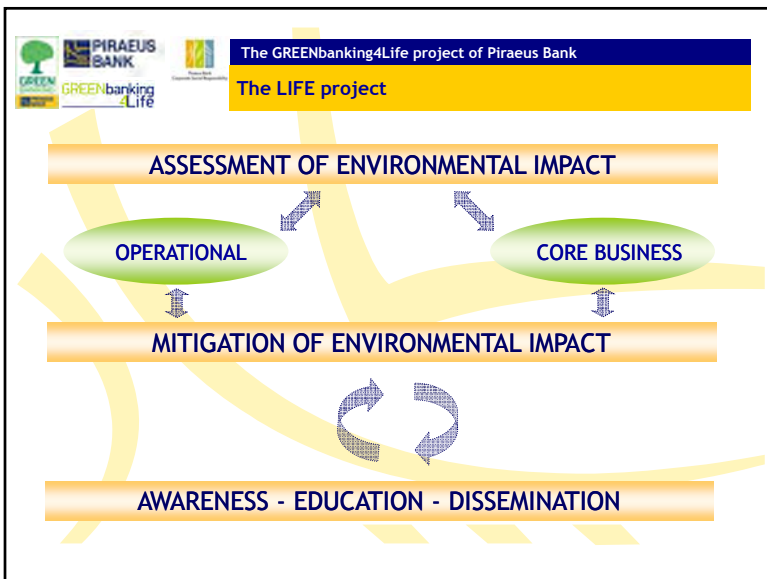 PIRAEUS
BANK
GREEN
GREENbanking
4Life
The GREENbanking4Life project of Piraeus Bank
The LIFE project
ASSESSMENT OF ENVIRONMENTAL IMPACT
OPERATIONAL
CORE BUSINESS
MITIGATION OF ENVIRONMENTAL IMPACT
AWARENESS - EDUCATION - DISSEMINATION